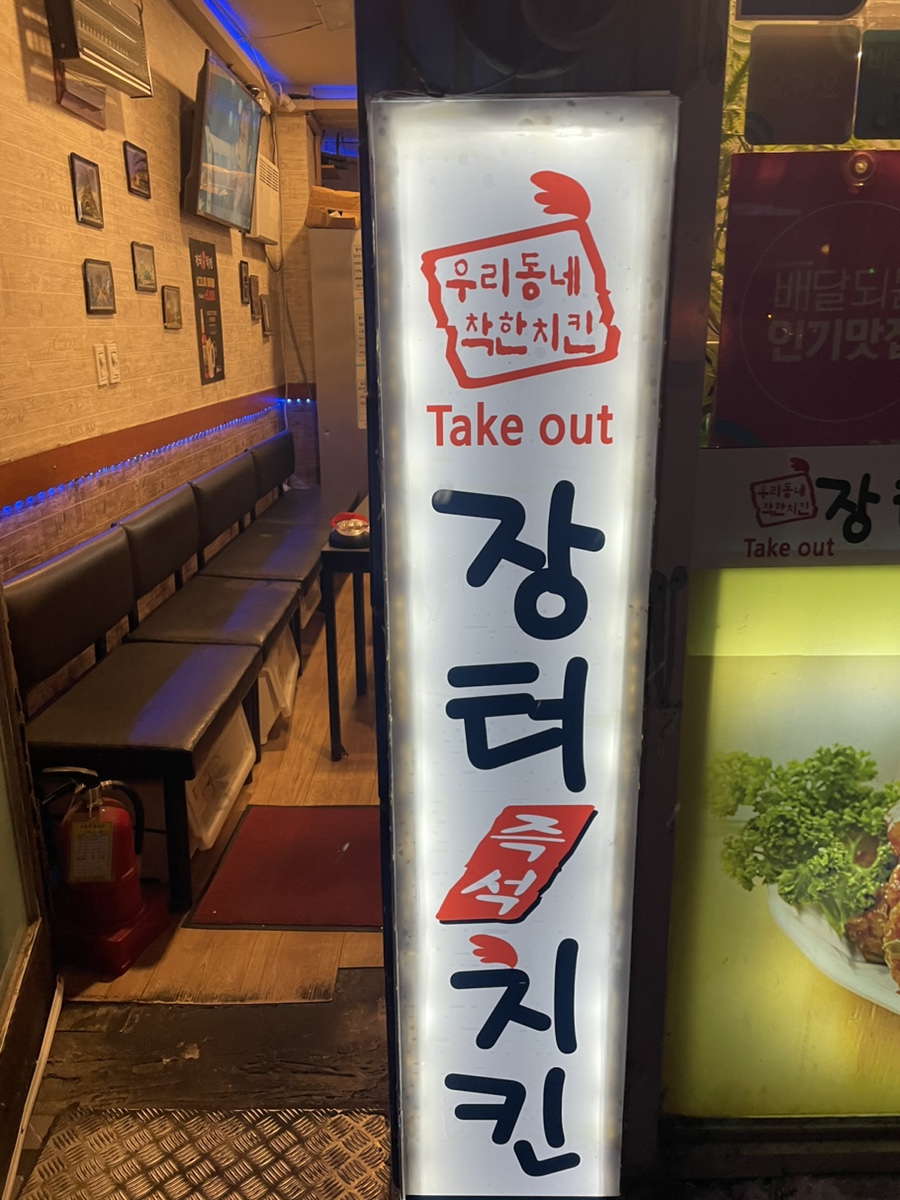 우리동네
착한치킨
Take out
장터
즉석
치킨
배달되는
인기맛집
우리동네
착한치킨
장
Take out